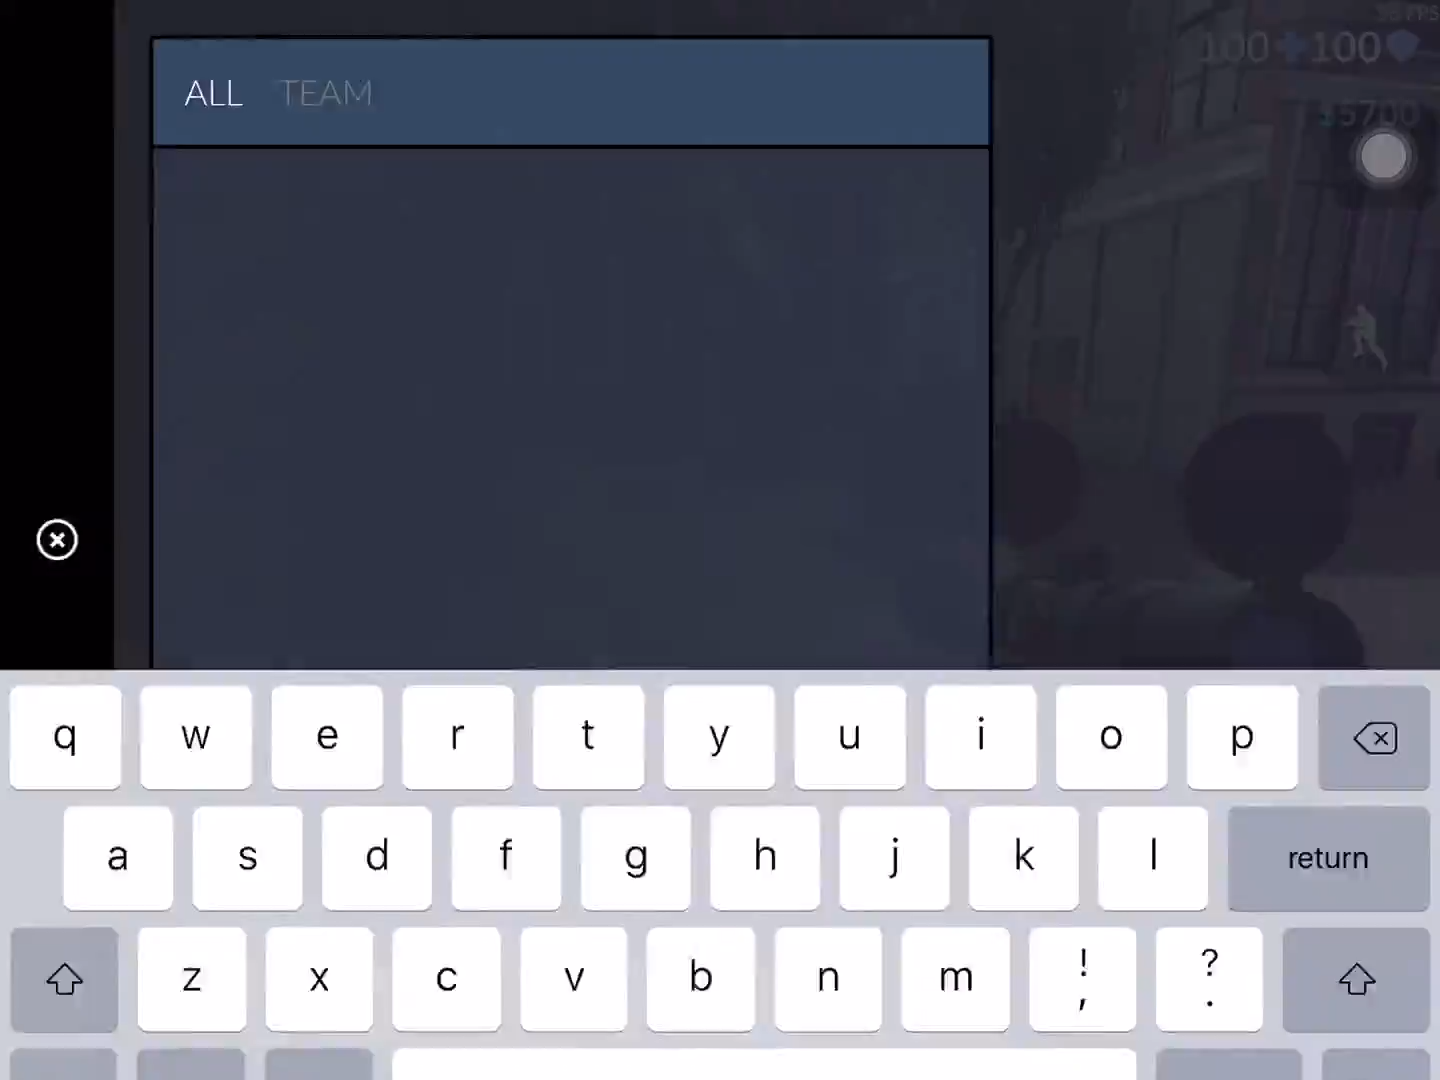 ALL TEAM
100 100
q w e r t y u i o p
a s d f g h j k l return
z x c v b n m ! , ? .